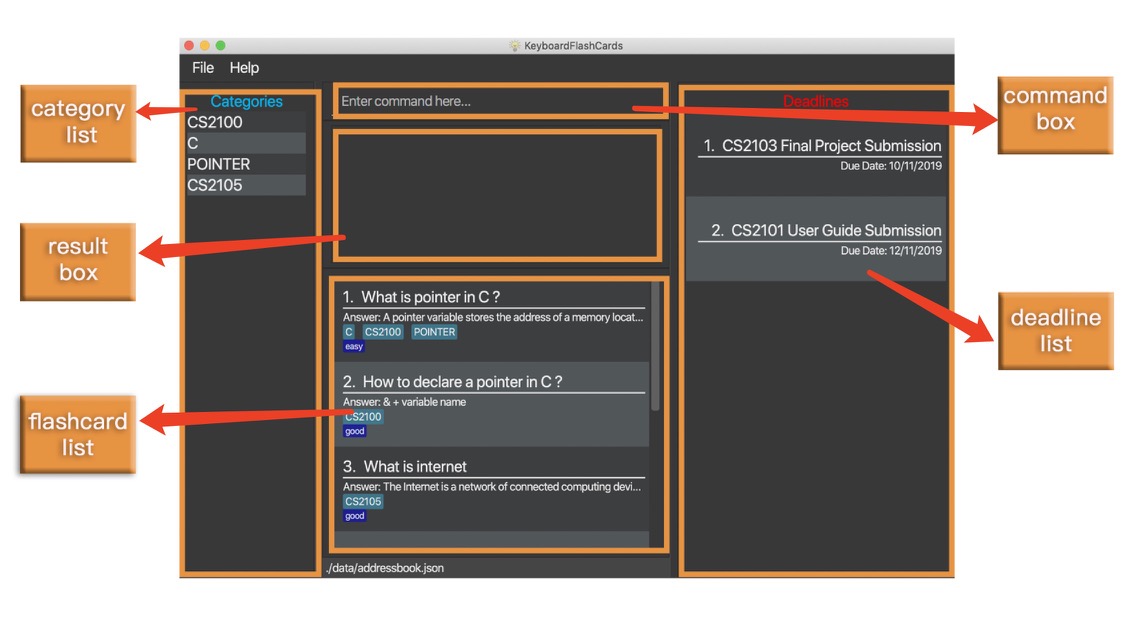 KeyboardFlashCards
File Help
category
list
result
box
flashcard
list
Categories
CS2100
C
POINTER
CS2105
Enter command here...
1. What is pointer in C ?
Answer: A pointer variable stores the address of a memory locat...
C CS2100 POINTER
easy
2. How to declare a pointer in C ?
Answer: & + variable name
CS2100
good
3. What is internet
Answer: The Internet is a network of connected computing devi...
CS2105
good
./data/addressbook.json
Deadlines
1. CS2103 Final Project Submission
Due Date: 10/11/2019
2. CS2101 User Guide Submission
Due Date: 12/11/2019
command
box
deadline
list